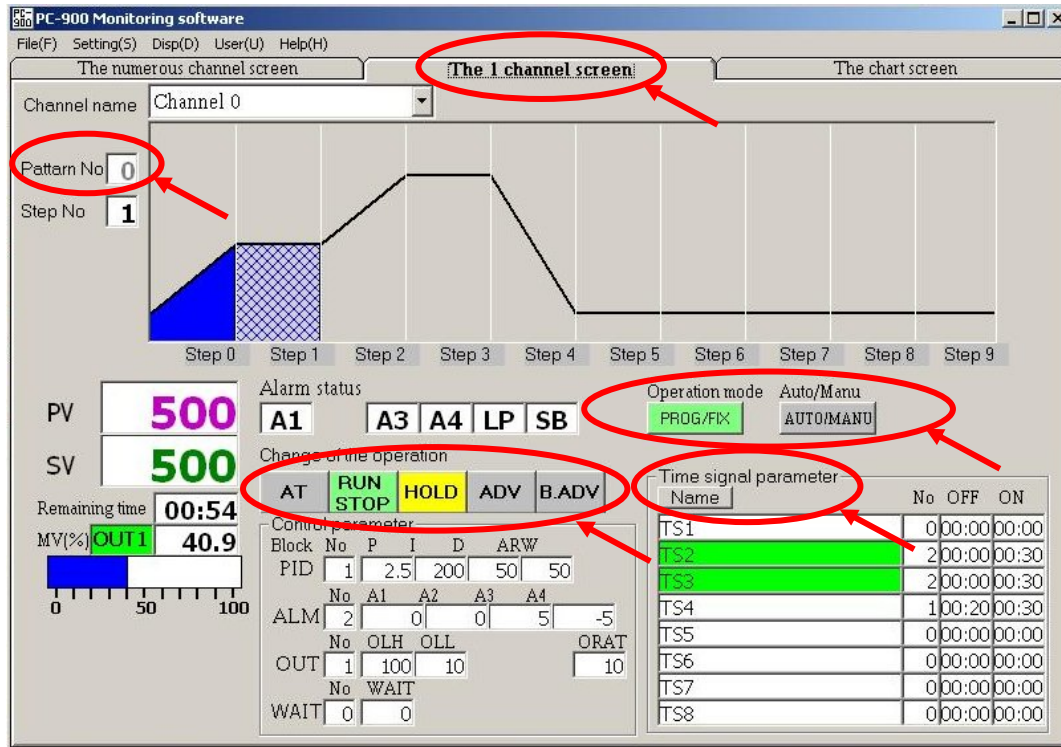 PC-900 PC-900 Monitoring software
File(F) Setting(S) Disp(D) User(U) Help(H)
The numerous channel screen The 1 channel screen The chart screen
Channel name Channel 0
Pattarn No 0
Step No 1
Step 0 Step 1 Step 2 Step 3 Step 4 Step 5 Step 6 Step 7 Step 8 Step 9
PV 500
SV 500
Remaining time 00:54
MV(%) OUT1 40.9
0 50 100
Alarm status
A1 A3 A4 LP SB
Operation mode Auto/Manu
PROG/FIX AUTO/MANU
Change of the operation
AT RUN STOP HOLD ADV B.ADV
Control parameter
Block No P I D ARW
PID 1 2.5 200 50 50
No A1 A2 A3 A4
ALM 2 0 0 5 -5
No OLH OLL ORAT
OUT 1 100 10 10
No WAIT
WAIT 0 0
Time signal parameter
Name No OFF ON
TS1 0 00:00 00:00
TS2 2 00:00 00:30
TS3 2 00:00 00:30
TS4 1 00:20 00:30
TS5 0 00:00 00:00
TS6 0 00:00 00:00
TS7 0 00:00 00:00
TS8 0 00:00 00:00